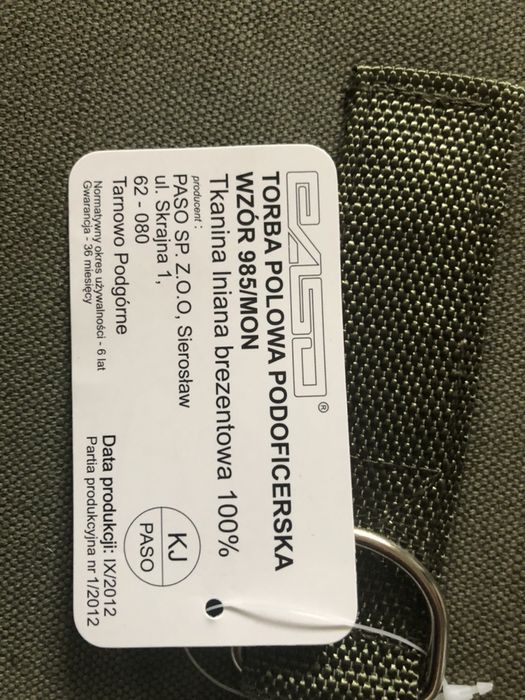 PASO ®
TORBA POLOWA PODOFICERSKA
WZÓR 985/MON
Tkanina lniana brezentowa 100%
producent :
PASO SP. Z.O.O, Sierosław
ul. Skrajna 1,
62 - 080
Tarnowo Podgórne
Normatywny okres używalności - 6 lat
Gwarancja - 36 miesięcy
KJ
PASO
Data produkcji: IX/2012
Partia produkcyjna nr 1/2012